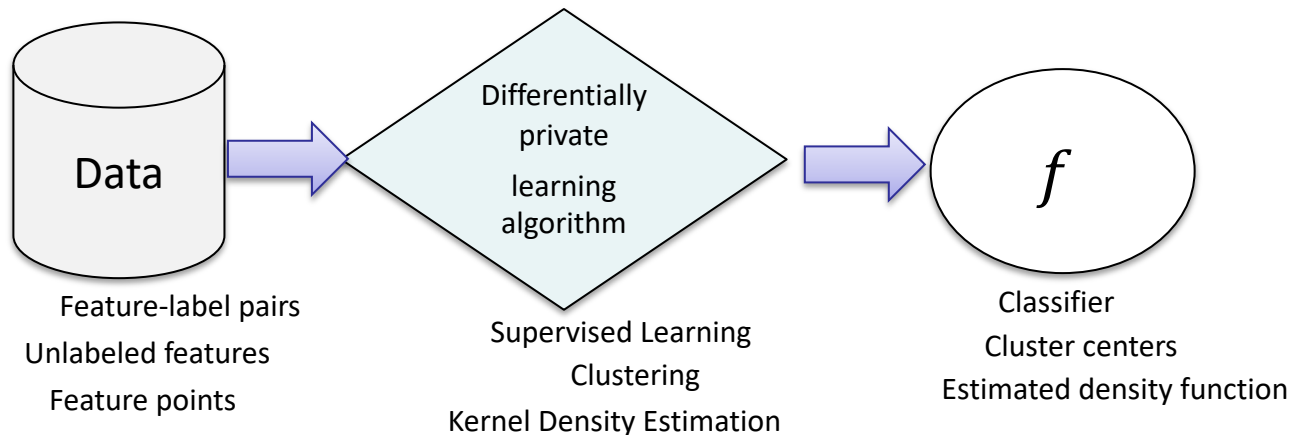 Data
Feature-label pairs
Unlabeled features
Feature points
Differentially
private
learning
algorithm
Supervised Learning
Clustering
Kernel Density Estimation
f
Classifier
Cluster centers
Estimated density function